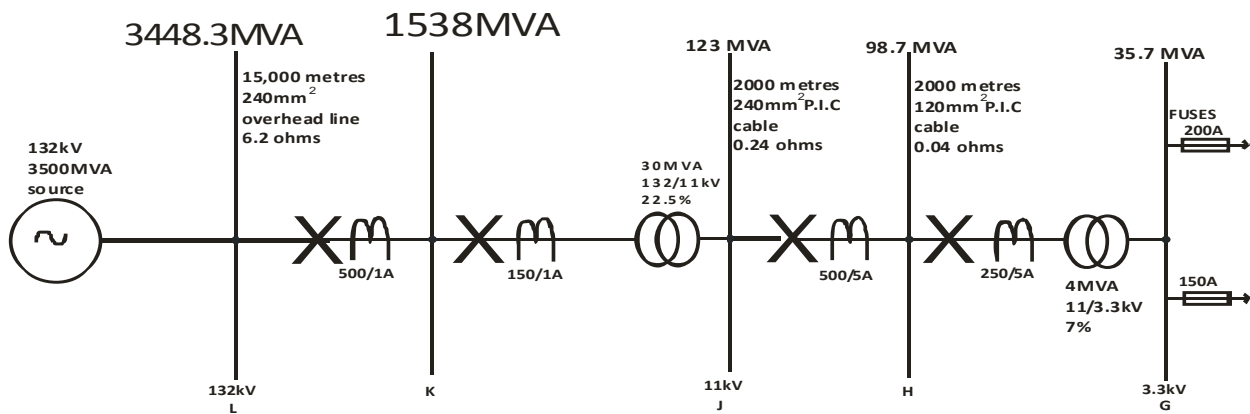 3448.3MVA
1538MVA
123 MVA
98.7 MVA
35.7 MVA
15,000 metres
240mm²
overhead line
6.2 ohms
2000 metres
240mm²P.I.C
cable
0.24 ohms
2000 metres
120mm²P.I.C
cable
0.04 ohms
FUSES
200A
132kV
3500MVA
source
30MVA
132/11kV
22.5%
500/1A
150/1A
500/5A
250/5A
4MVA
11/3.3kV
7%
150A
132kV
L
K
11kV
J
H
3.3kV
G